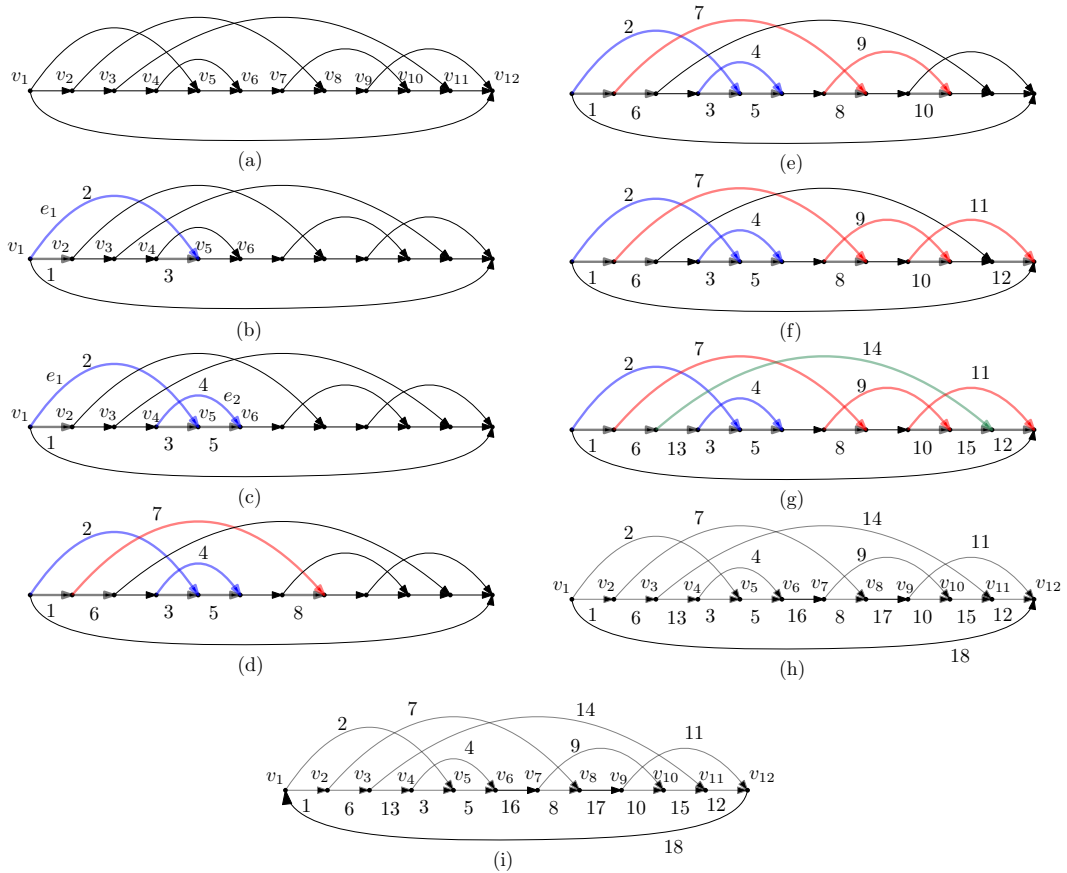 v1 v2 v3 v4 v5 v6 v7 v8 v9 v10 v11 v12
(a)
2
e1
v1 v2 v3 v4 v5 v6
1 3
(b)
2
e1 4 e2
v1 v2 v3 v4 v5 v6
1 3 5
(c)
7
2
4
1 6 3 5 8
(d)
7
2
4 9
1 6 3 5 8 10
(e)
7
2 11
4 9
1 6 3 5 8 10 12
(f)
7 14
2 11
4 9
1 6 13 3 5 8 10 15 12
(g)
7 14
2 11
4 9
v1 v2 v3 v4 v5 v6 v7 v8 v9 v10 v11 v12
1 6 13 3 5 16 8 17 10 15 12
18
(h)
7 14
2 11
4 9
v1 v2 v3 v4 v5 v6 v7 v8 v9 v10 v11 v12
1 6 13 3 5 16 8 17 10 15 12
18
(i)